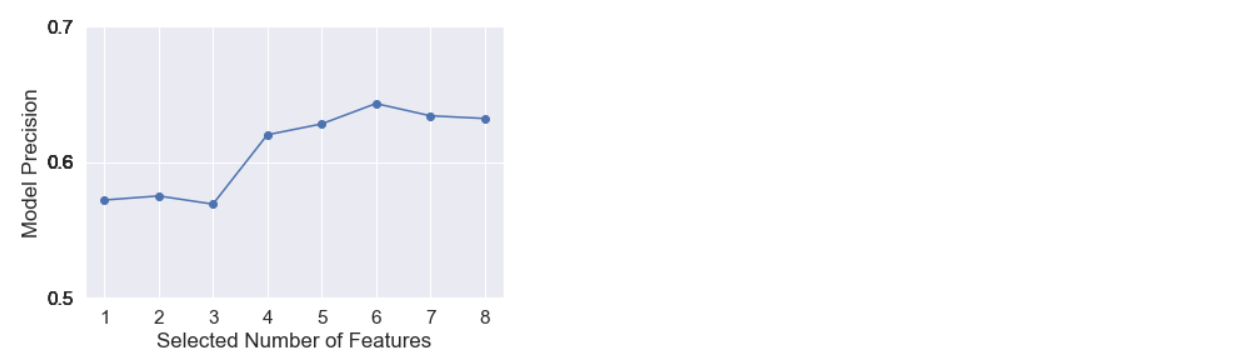 0.7
0.6
0.5
Model Precision
1 2 3 4 5 6 7 8
Selected Number of Features